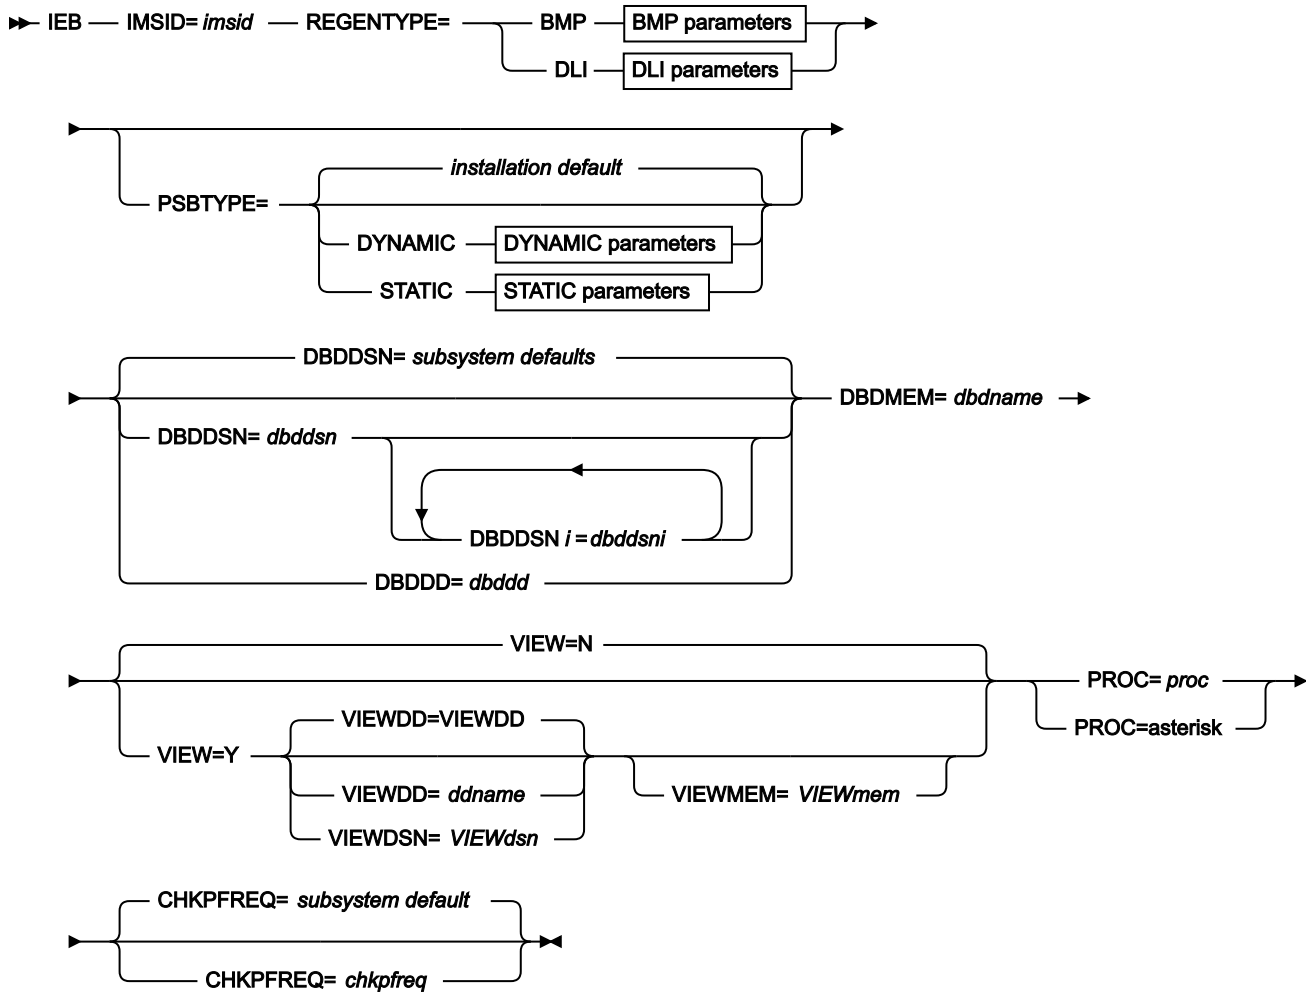 IEB IMSID= imsid REGENTYPE= BMP BMP parameters
DLI DLI parameters
installation default
PSBTYPE=
DYNAMIC DYNAMIC parameters
STATIC STATIC parameters
DBDDSN= subsystem defaults
DBDMEM= dbdname
DBDDSN= dbddsn
DBDDSN i =dbddsni
DBDDD= dbddd
VIEW=N
PROC= proc
VIEWDD=VIEWDD
PROC=asterisk
VIEW=Y
VIEWDD= ddname VIEWMEM= VIEWmem
VIEWDSN= VIEWdsn
CHKPFREQ= subsystem default
CHKPFREQ= chkpfreq